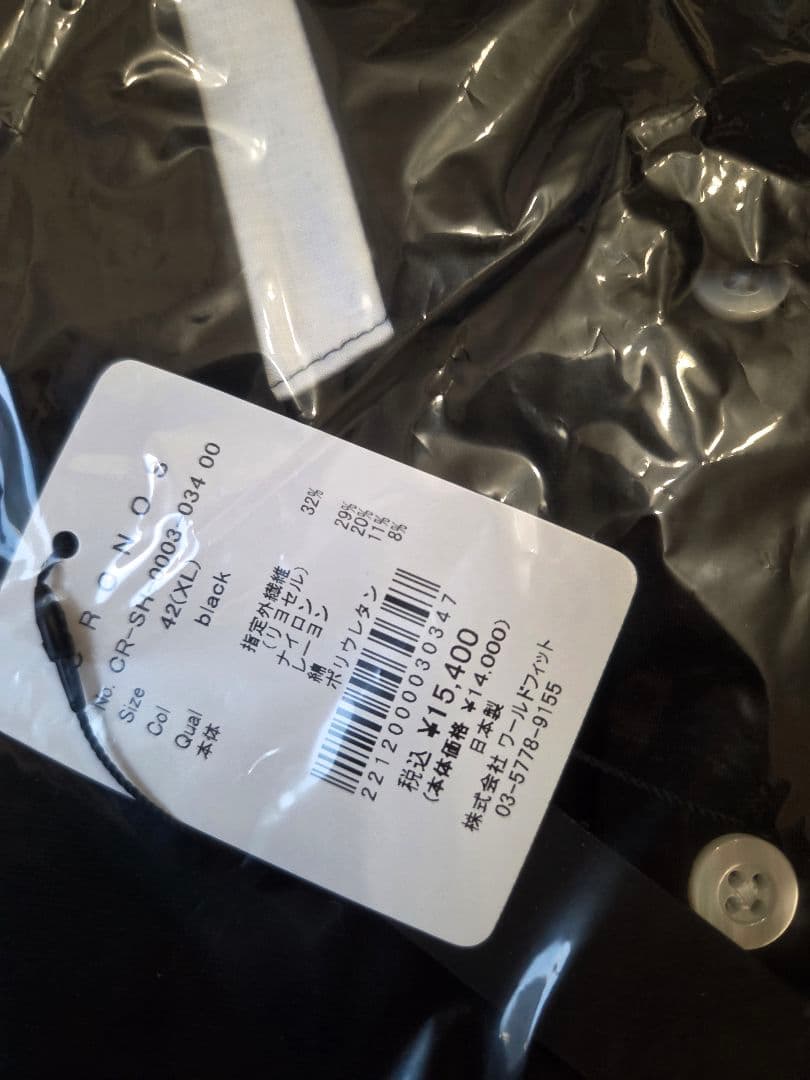 CRONOS
No. CR-SH-0003-034 00
Size 42(XL)
Col black
Qual
本体
指定外繊維 32%
(リヨセル)
ナイロン 29%
レーヨン 20%
綿 11%
ポリウレタン 8%
2212000030347
税込 ¥15,400
(本体価格 ¥14,000)
日本製
株式会社 ワールドフィット
03-5778-9155